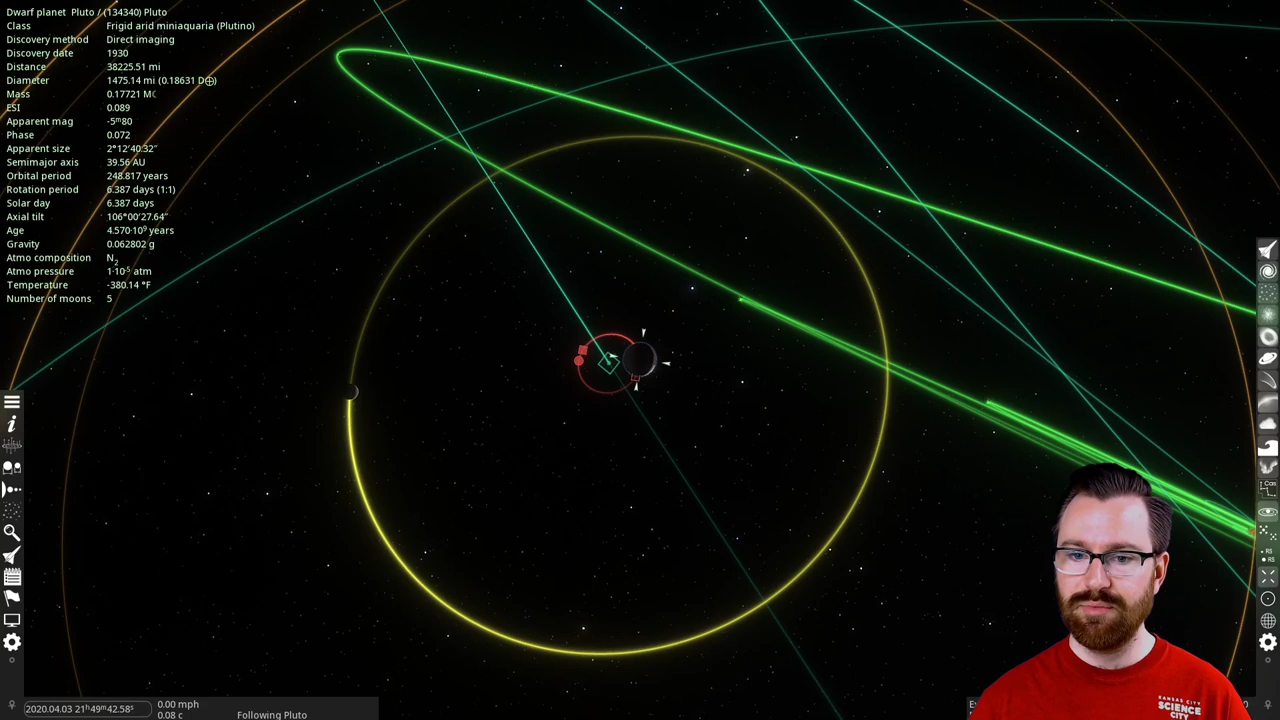 Dwarf planet Pluto / (134340) Pluto
Class Frigid arid miniaquaria (Plutino)
Discovery method Direct imaging
Discovery date 1930
Distance 38225.51 mi
Diameter 1475.14 mi (0.18631 D⊕)
Mass 0.17721 M☾
ESI 0.089
Apparent mag -5ᵐ80
Phase 0.072
Apparent size 2°12′40.32″
Semimajor axis 39.56 AU
Orbital period 248.817 years
Rotation period 6.387 days (1:1)
Solar day 6.387 days
Axial tilt 106°00′27.64″
Age 4.570·10⁹ years
Gravity 0.062802 g
Atmo composition N₂
Atmo pressure 1·10⁻⁵ atm
Temperature -380.14 °F
Number of moons 5
RS
RS
KANSAS CITY
SCIENCE
CITY
2020.04.03 21ʰ49ᵐ42.58ˢ
0.00 mph
0.08 c
Following Pluto